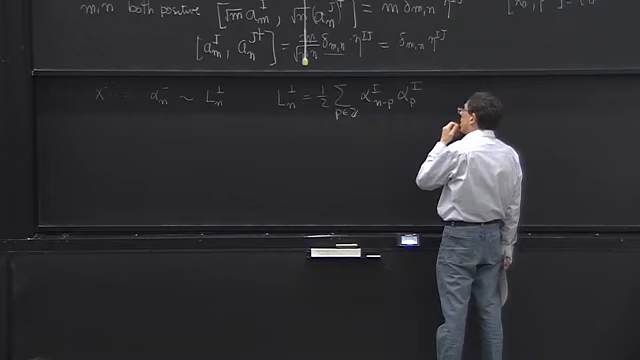 m,n both positive [√m a_m^I, √n (a_n^J)†] = m δ_{m,n} η^{IJ}
[a_m^I, a_n^{J†}] = m/√(mn) δ_{m,n} · η^{IJ} = δ_{m,n} η^{IJ}
X^- ... α_n^- ~ L_n^⊥ L_n^⊥ = 1/2 ∑_{p∈ℤ} α_{n-p}^I α_p^I